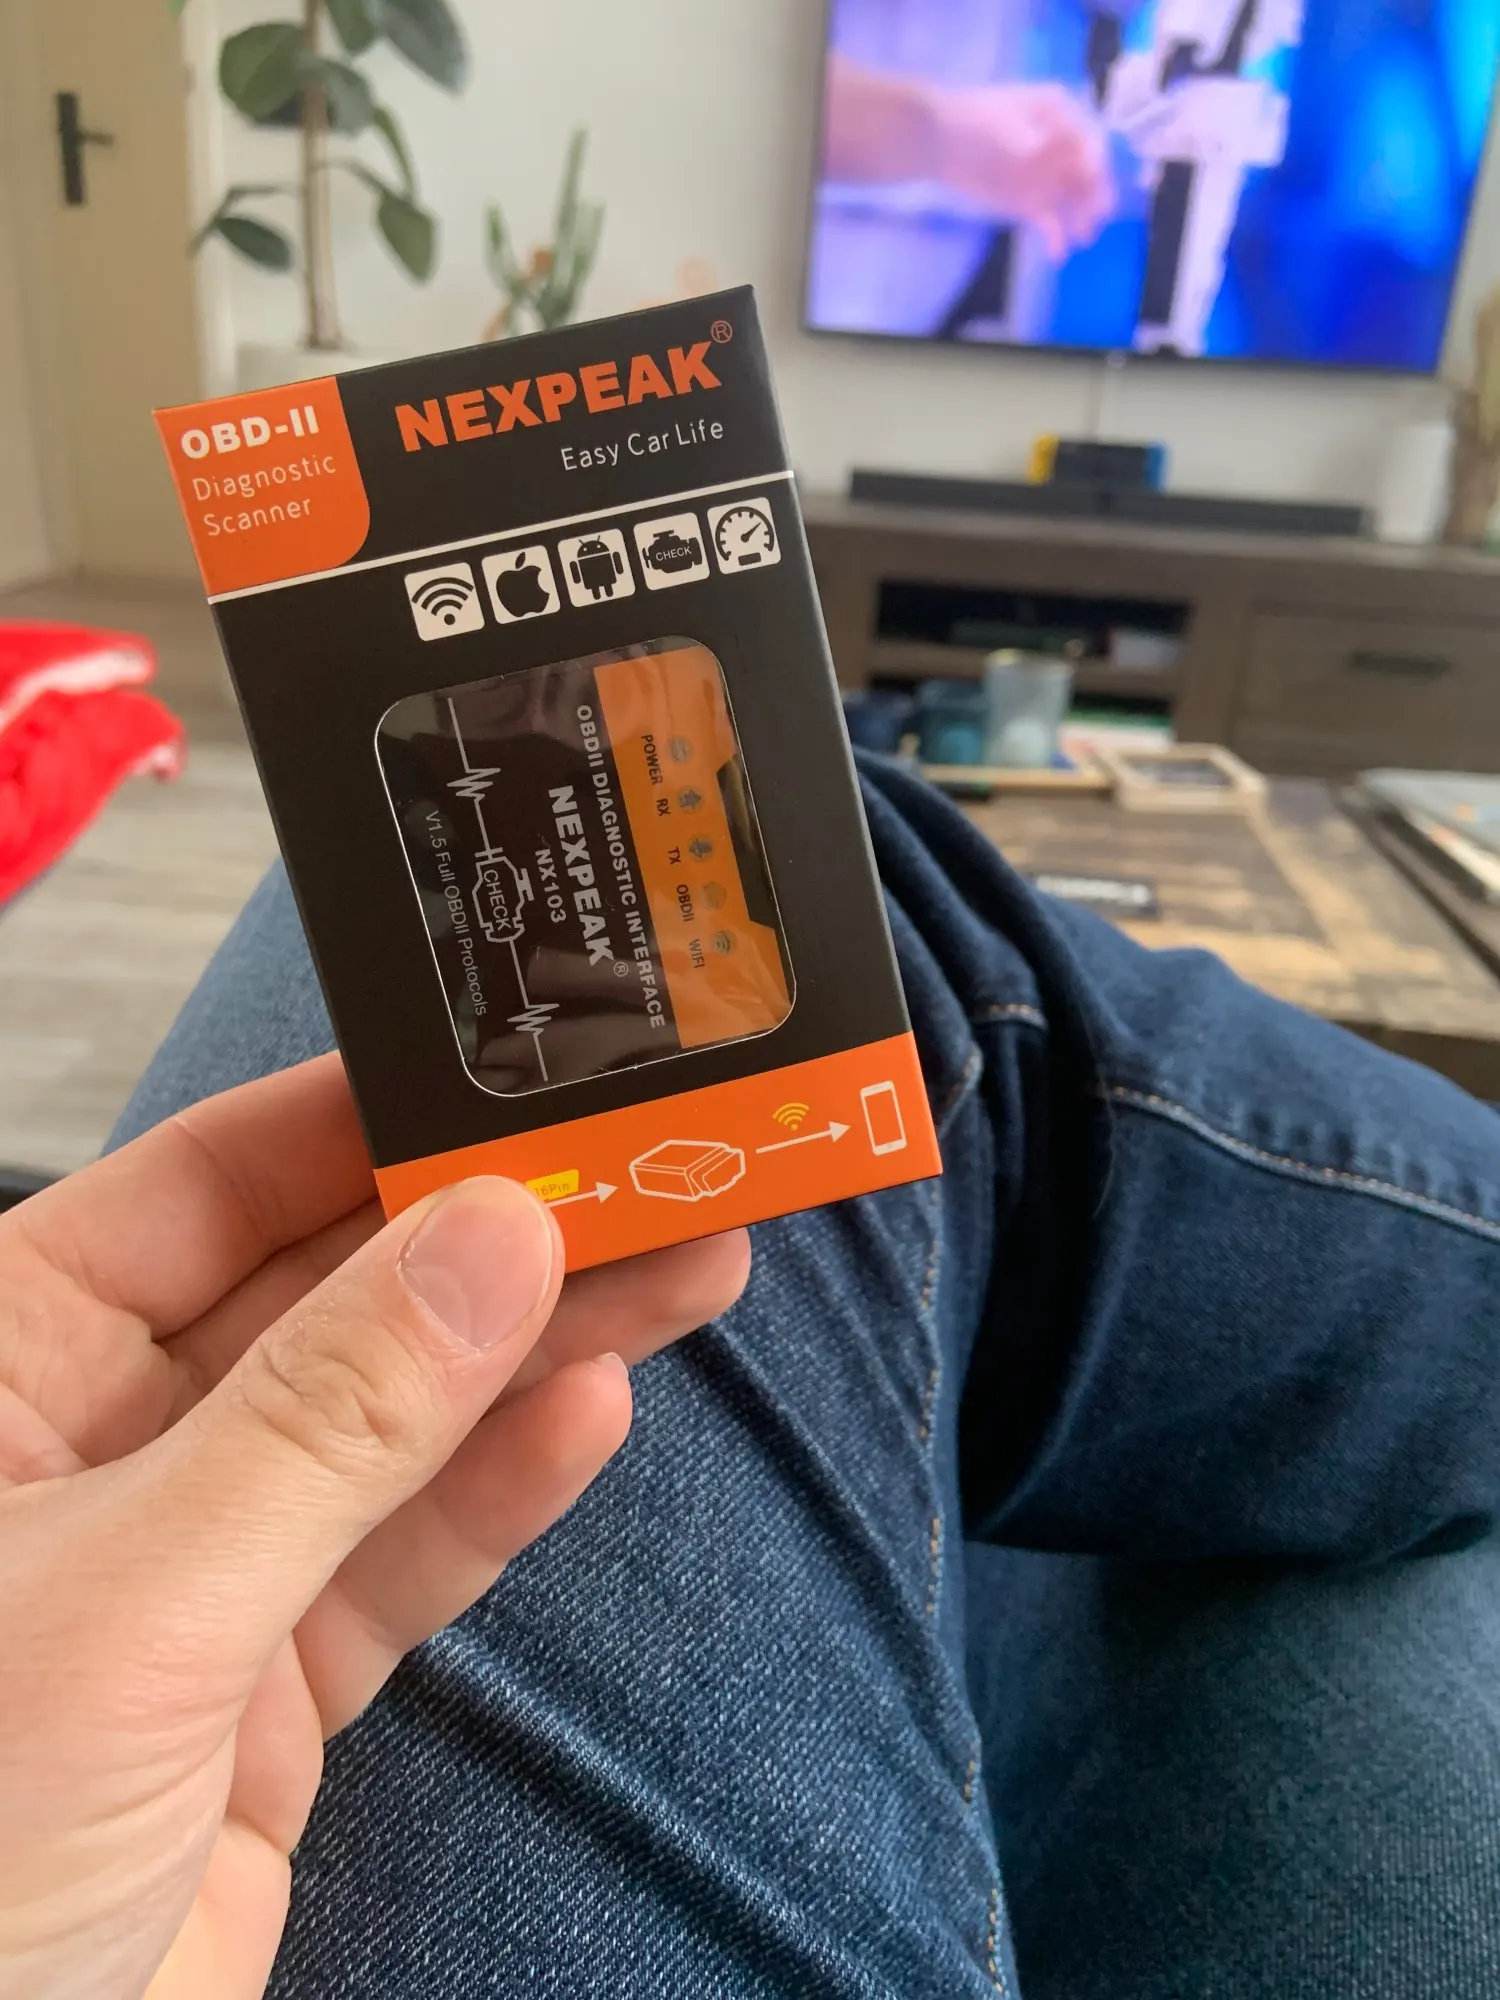 OBD-II
Diagnostic
Scanner
NEXPEAK®
Easy Car Life
CHECK
OBDII DIAGNOSTIC INTERFACE
NEXPEAK®
NX103
CHECK
V1.5 Full OBDII Protocols
POWER
RX
TX
OBDII
WIFI
16Pin